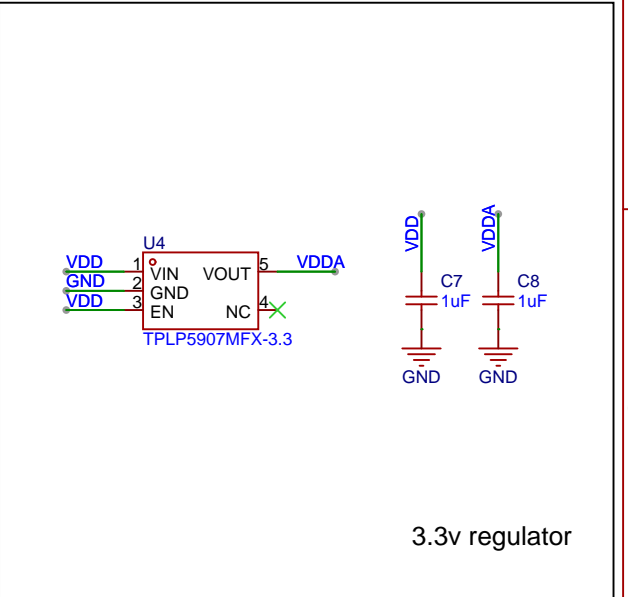 U4
VDD 1 VIN VOUT 5 VDDA
GND 2 GND
VDD 3 EN NC 4
TPLP5907MFX-3.3
VDD
C7
1uF
GND
VDDA
C8
1uF
GND
3.3v regulator